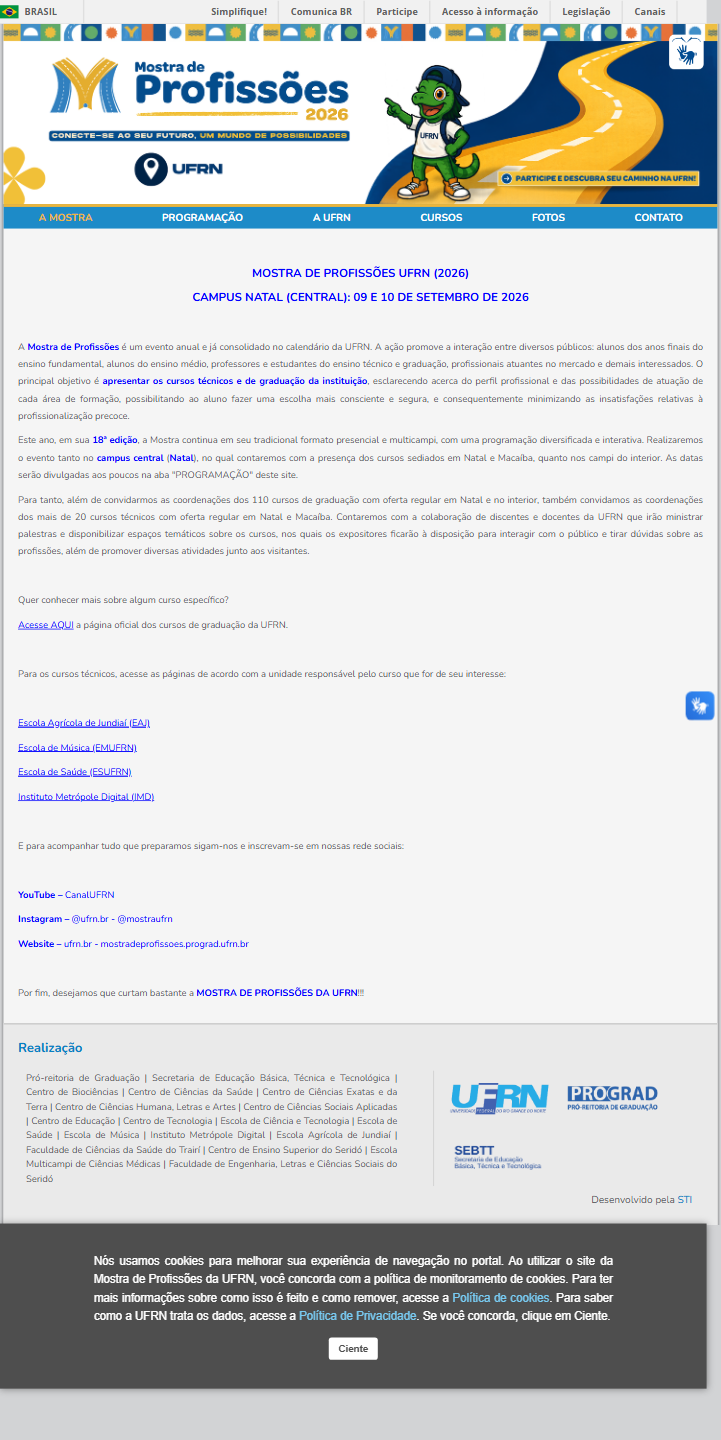 BRASIL Simplifique! Comunica BR Participe Acesso à informação Legislação Canais
Mostra de
Profissões
2026
CONECTE-SE AO SEU FUTURO, UM MUNDO DE POSSIBILIDADES
UFRN
UFRN
PARTICIPE E DESCUBRA SEU CAMINHO NA UFRN!
A MOSTRA PROGRAMAÇÃO A UFRN CURSOS FOTOS CONTATO
MOSTRA DE PROFISSÕES UFRN (2026)
CAMPUS NATAL (CENTRAL): 09 E 10 DE SETEMBRO DE 2026
A Mostra de Profissões é um evento anual e já consolidado no calendário da UFRN. A ação promove a interação entre diversos públicos: alunos dos anos finais do
ensino fundamental, alunos do ensino médio, professores e estudantes do ensino técnico e graduação, profissionais atuantes no mercado e demais interessados. O
principal objetivo é apresentar os cursos técnicos e de graduação da instituição, esclarecendo acerca do perfil profissional e das possibilidades de atuação de
cada área de formação, possibilitando ao aluno fazer uma escolha mais consciente e segura, e consequentemente minimizando as insatisfações relativas à
profissionalização precoce.
Este ano, em sua 18ª edição, a Mostra continua em seu tradicional formato presencial e multicampi, com uma programação diversificada e interativa. Realizaremos
o evento tanto no campus central (Natal), no qual contaremos com a presença dos cursos sediados em Natal e Macaíba, quanto nos campi do interior. As datas
serão divulgadas aos poucos na aba "PROGRAMAÇÃO" deste site.
Para tanto, além de convidarmos as coordenações dos 110 cursos de graduação com oferta regular em Natal e no interior, também convidamos as coordenações
dos mais de 20 cursos técnicos com oferta regular em Natal e Macaíba. Contaremos com a colaboração de discentes e docentes da UFRN que irão ministrar
palestras e disponibilizar espaços temáticos sobre os cursos, nos quais os expositores ficarão à disposição para interagir com o público e tirar dúvidas sobre as
profissões, além de promover diversas atividades junto aos visitantes.
Quer conhecer mais sobre algum curso específico?
Acesse AQUI a página oficial dos cursos de graduação da UFRN.
Para os cursos técnicos, acesse as páginas de acordo com a unidade responsável pelo curso que for de seu interesse:
Escola Agrícola de Jundiaí (EAJ)
Escola de Música (EMUFRN)
Escola de Saúde (ESUFRN)
Instituto Metrópole Digital (IMD)
E para acompanhar tudo que preparamos sigam-nos e inscrevam-se em nossas rede sociais:
YouTube – CanalUFRN
Instagram – @ufrn.br - @mostraufrn
Website – ufrn.br - mostradeprofissoes.prograd.ufrn.br
Por fim, desejamos que curtam bastante a MOSTRA DE PROFISSÕES DA UFRN!!!
Realização
Pró-reitoria de Graduação | Secretaria de Educação Básica, Técnica e Tecnológica |
Centro de Biociências | Centro de Ciências da Saúde | Centro de Ciências Exatas e da
Terra | Centro de Ciências Humana, Letras e Artes | Centro de Ciências Sociais Aplicadas
| Centro de Educação | Centro de Tecnologia | Escola de Ciência e Tecnologia | Escola de
Saúde | Escola de Música | Instituto Metrópole Digital | Escola Agrícola de Jundiaí |
Faculdade de Ciências da Saúde do Trairí | Centro de Ensino Superior do Seridó | Escola
Multicampi de Ciências Médicas | Faculdade de Engenharia, Letras e Ciências Sociais do
Seridó
UFRN
UNIVERSIDADE FEDERAL DO RIO GRANDE DO NORTE
PROGRAD
PRÓ-REITORIA DE GRADUAÇÃO
SEBTT
Secretaria de Educação
Básica, Técnica e Tecnológica
Desenvolvido pela STI
Nós usamos cookies para melhorar sua experiência de navegação no portal. Ao utilizar o site da
Mostra de Profissões da UFRN, você concorda com a política de monitoramento de cookies. Para ter
mais informações sobre como isso é feito e como remover, acesse a Política de cookies. Para saber
como a UFRN trata os dados, acesse a Política de Privacidade. Se você concorda, clique em Ciente.
Ciente